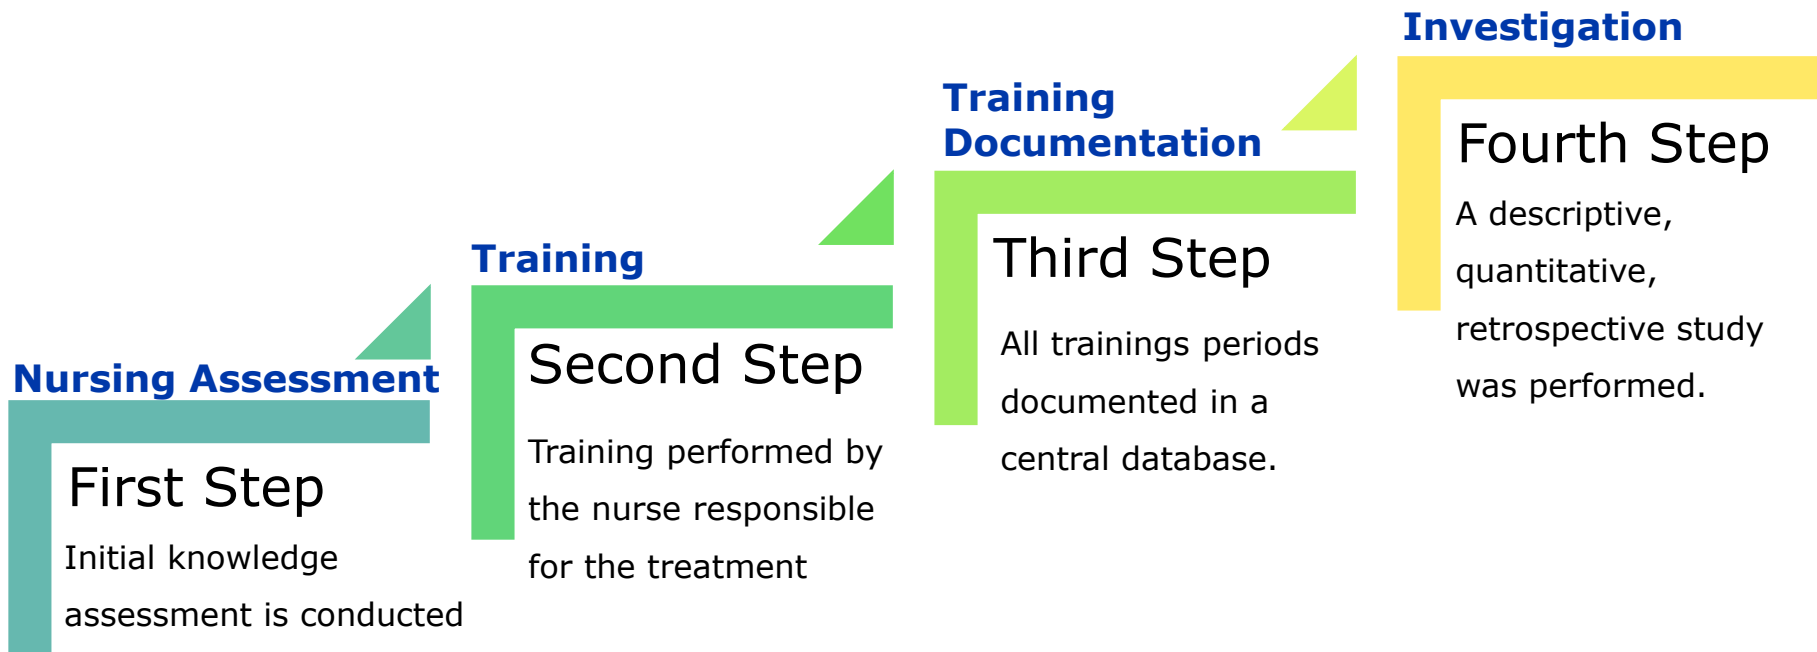 Nursing Assessment
First Step
Initial knowledge
assessment is conducted
Training
Second Step
Training performed by
the nurse responsible
for the treatment
Training
Documentation
Third Step
All trainings periods
documented in a
central database.
Investigation
Fourth Step
A descriptive,
quantitative,
retrospective study
was performed.